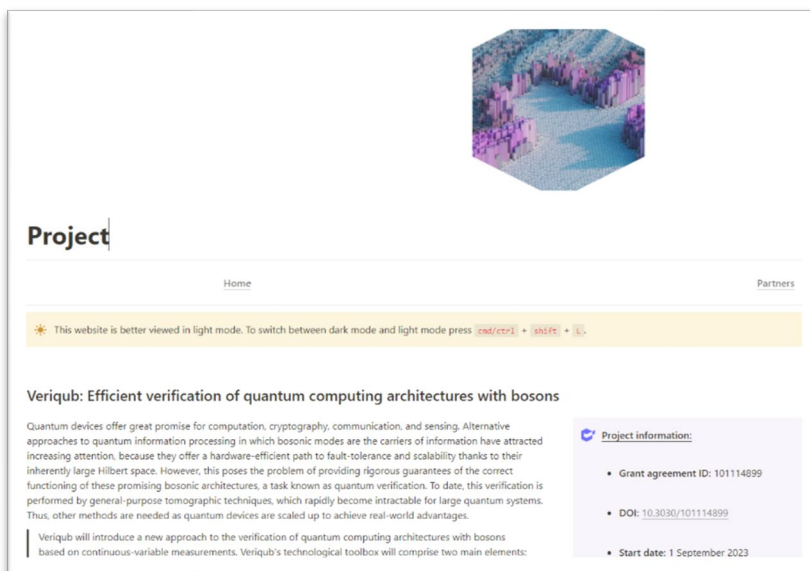 Project
Home
Partners
This website is better viewed in light mode. To switch between dark mode and light mode press cmd/ctrl + shift + L.
Veriqub: Efficient verification of quantum computing architectures with bosons
Quantum devices offer great promise for computation, cryptography, communication, and sensing. Alternative
approaches to quantum information processing in which bosonic modes are the carriers of information have attracted
increasing attention, because they offer a hardware-efficient path to fault-tolerance and scalability thanks to their
inherently large Hilbert space. However, this poses the problem of providing rigorous guarantees of the correct
functioning of these promising bosonic architectures, a task known as quantum verification. To date, this verification is
performed by general-purpose tomographic techniques, which rapidly become intractable for large quantum systems.
Thus, other methods are needed as quantum devices are scaled up to achieve real-world advantages.
Veriqub will introduce a new approach to the verification of quantum computing architectures with bosons
based on continuous-variable measurements. Veriqub's technological toolbox will comprise two main elements:
Project information:
• Grant agreement ID: 101114899
• DOI: 10.3030/101114899
• Start date: 1 September 2023